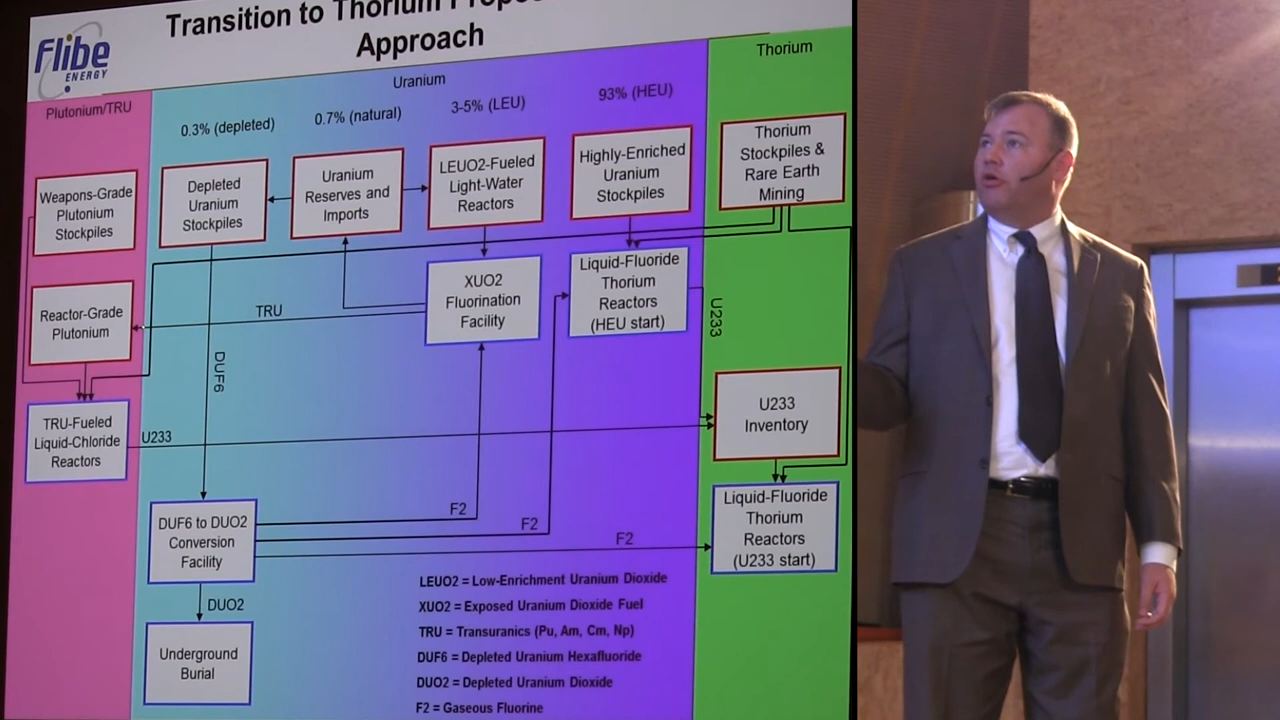 Transition to Thorium
Approach
Flibe
ENERGY
Plutonium/TRU
Uranium
Thorium
0.3% (depleted)
0.7% (natural)
3-5% (LEU)
93% (HEU)
Weapons-Grade
Plutonium
Stockpiles
Depleted
Uranium
Stockpiles
Uranium
Reserves and
Imports
LEUO2-Fueled
Light-Water
Reactors
Highly-Enriched
Uranium
Stockpiles
Thorium
Stockpiles &
Rare Earth
Mining
Reactor-Grade
Plutonium
TRU
XUO2
Fluorination
Facility
Liquid-Fluoride
Thorium
Reactors
(HEU start)
U233
DUF6
TRU-Fueled
Liquid-Chloride
Reactors
U233
U233
Inventory
DUF6 to DUO2
Conversion
Facility
F2
F2
F2
Liquid-Fluoride
Thorium
Reactors
(U233 start)
DUO2
Underground
Burial
LEUO2 = Low-Enrichment Uranium Dioxide
XUO2 = Exposed Uranium Dioxide Fuel
TRU = Transuranics (Pu, Am, Cm, Np)
DUF6 = Depleted Uranium Hexafluoride
DUO2 = Depleted Uranium Dioxide
F2 = Gaseous Fluorine